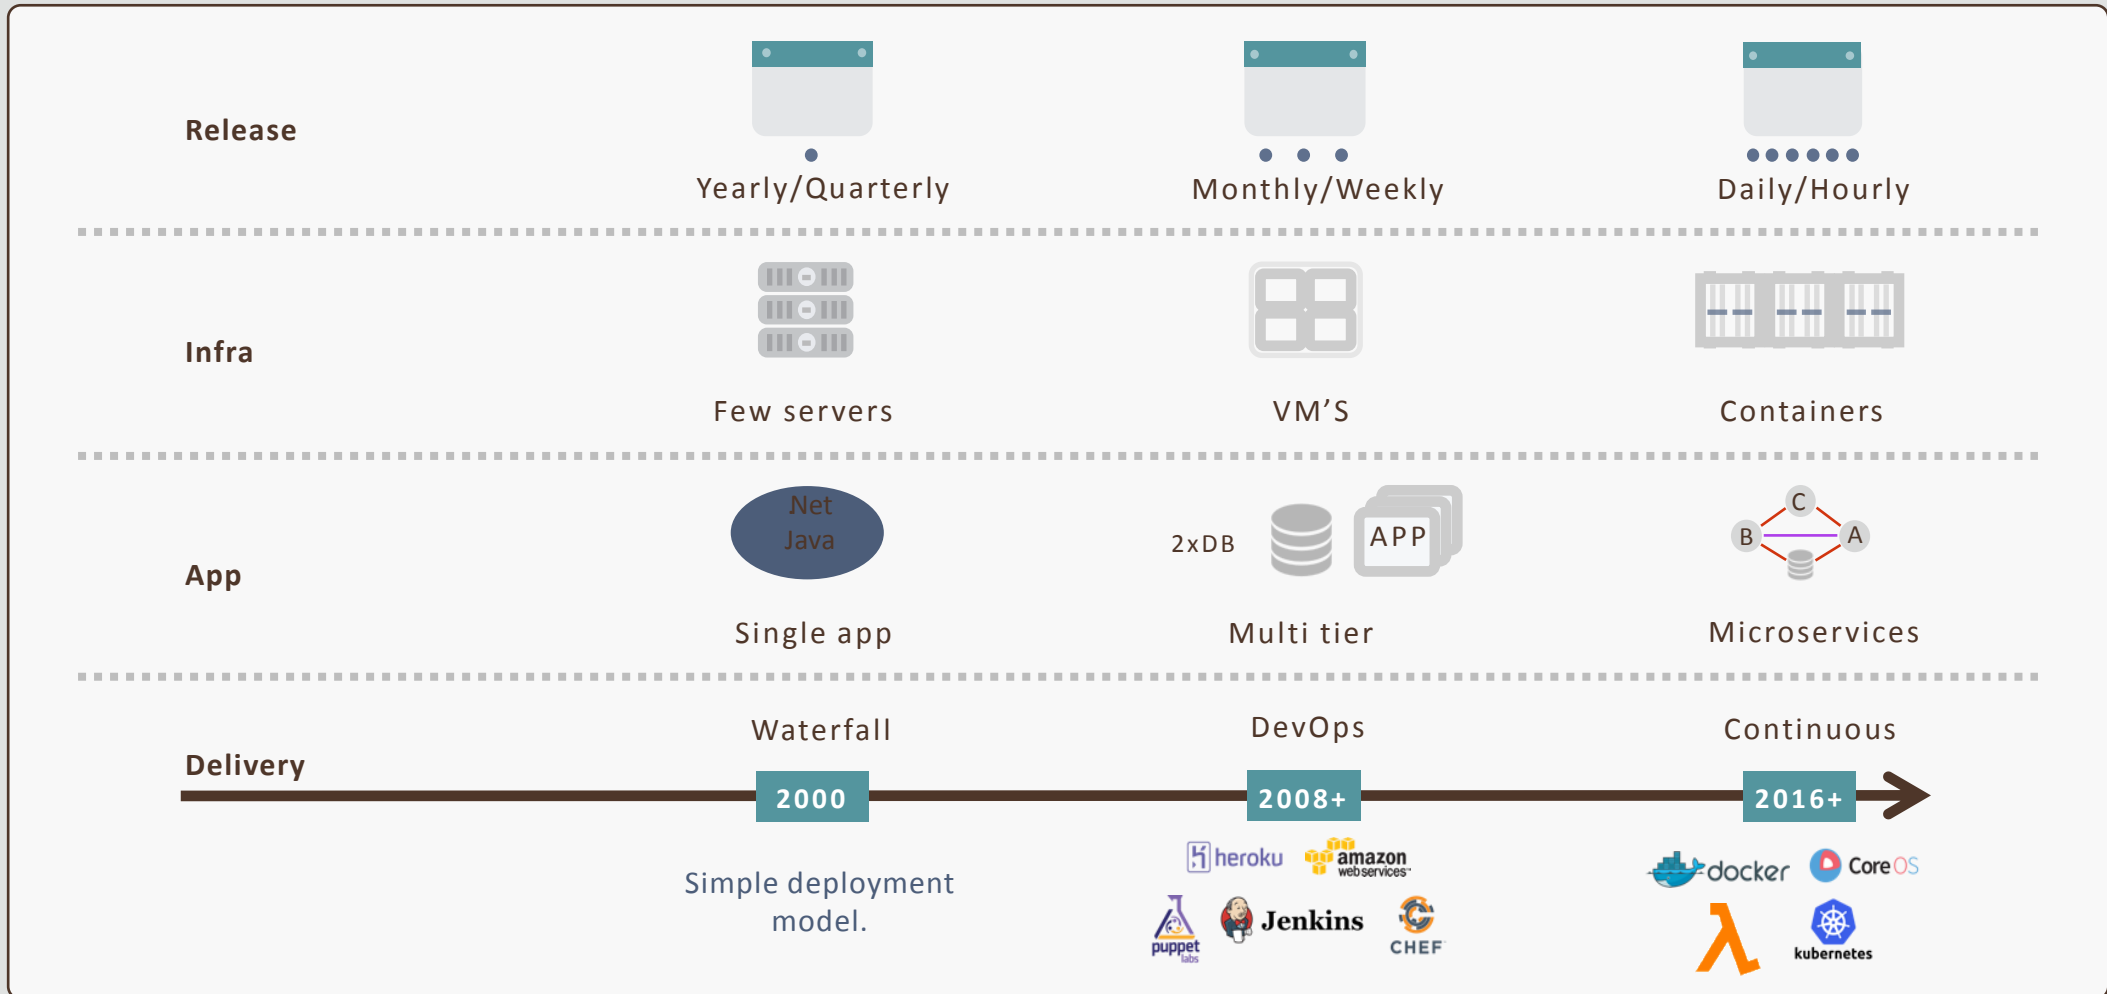 Release
Yearly/Quarterly
Monthly/Weekly
Daily/Hourly
Infra
Few servers
VM’S
Containers
App
.Net
Java
Single app
2xDB
APP
Multi tier
C
B
A
Microservices
Delivery
Waterfall
DevOps
Continuous
2000
2008+
2016+
Simple deployment
model.
heroku
amazon
webservices™
puppet
labs
Jenkins
CHEF
docker
CoreOS
kubernetes